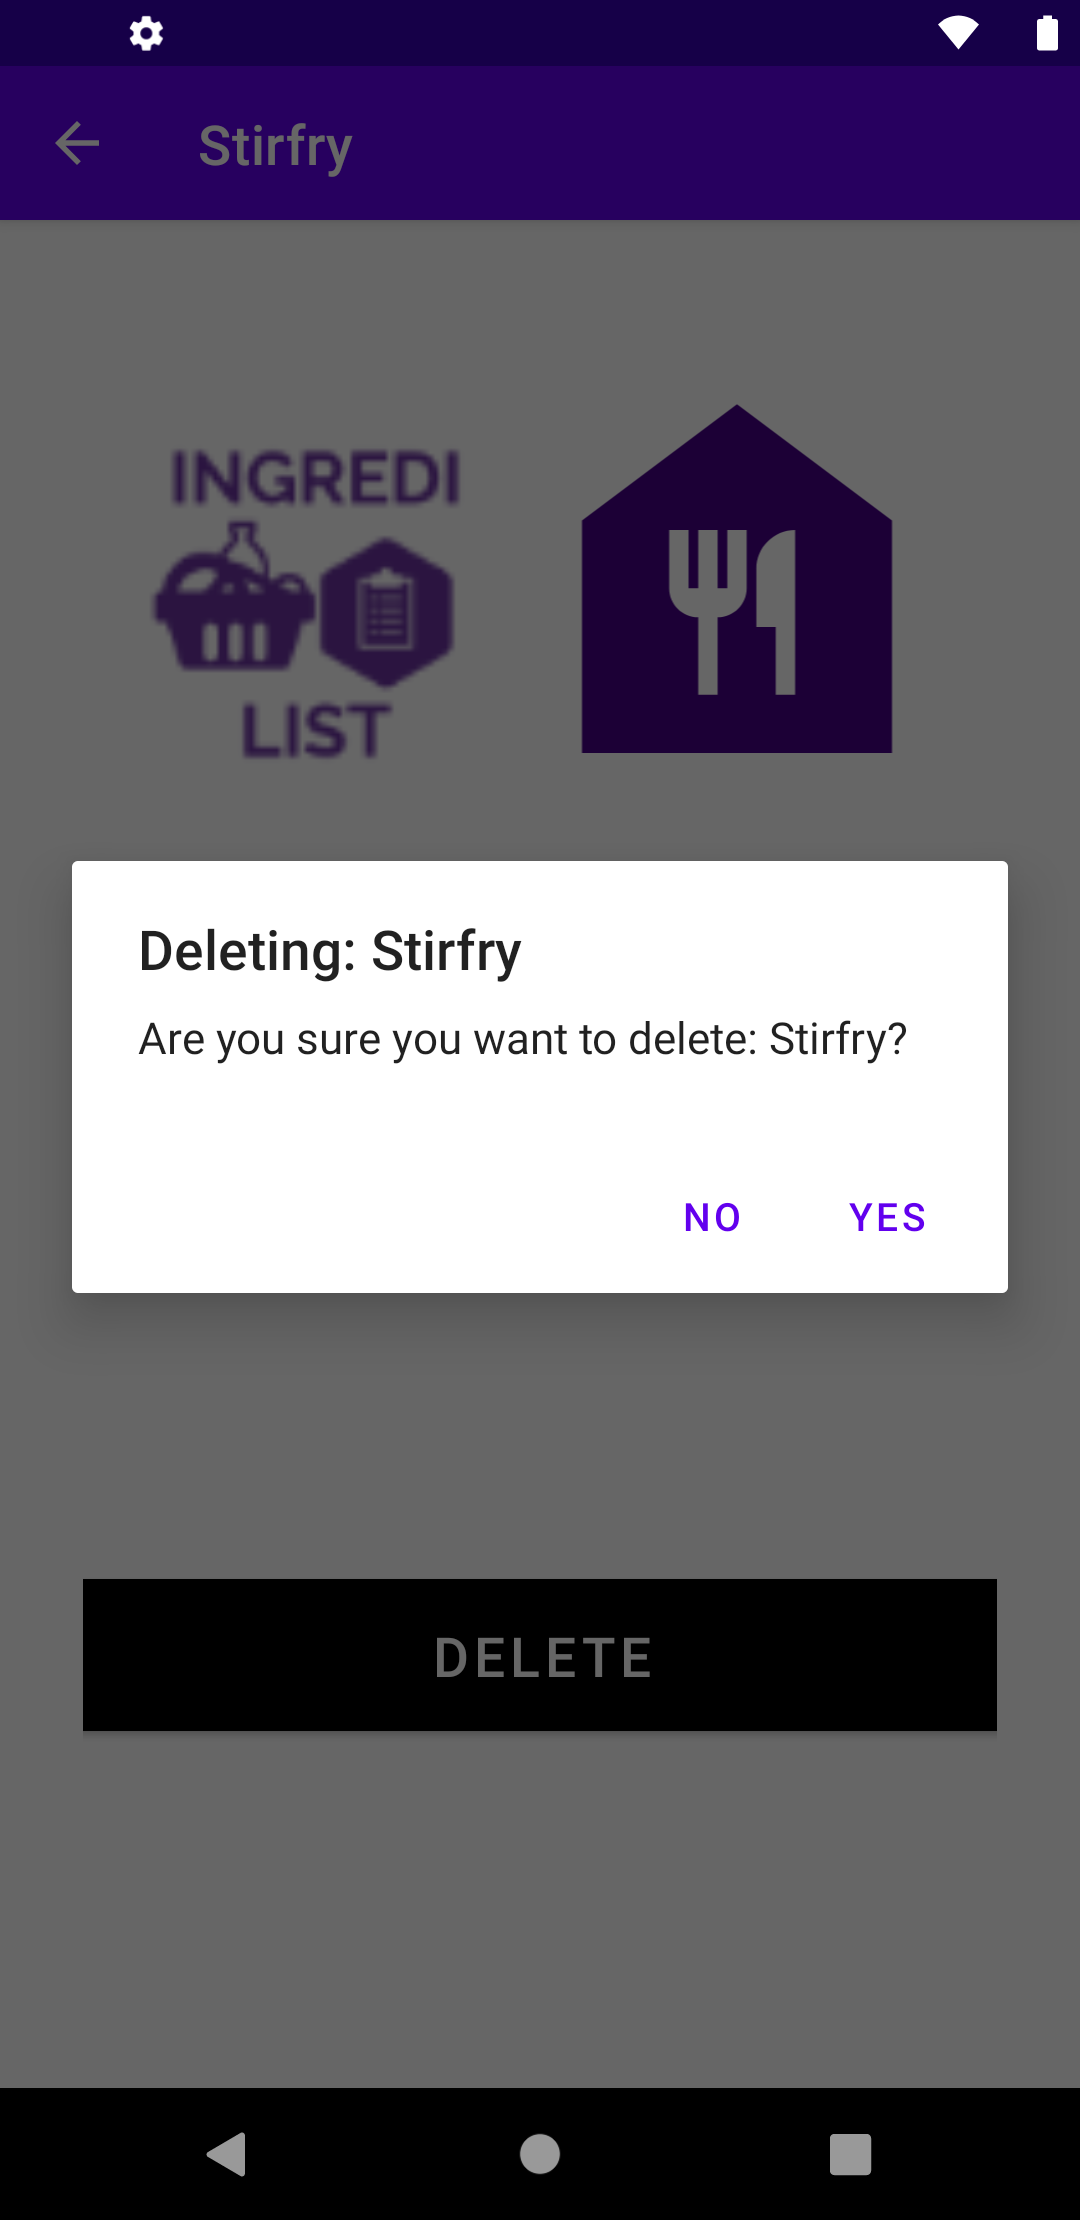 Stirfry
INGREDI
LIST
Deleting: Stirfry
Are you sure you want to delete: Stirfry?
NO YES
DELETE